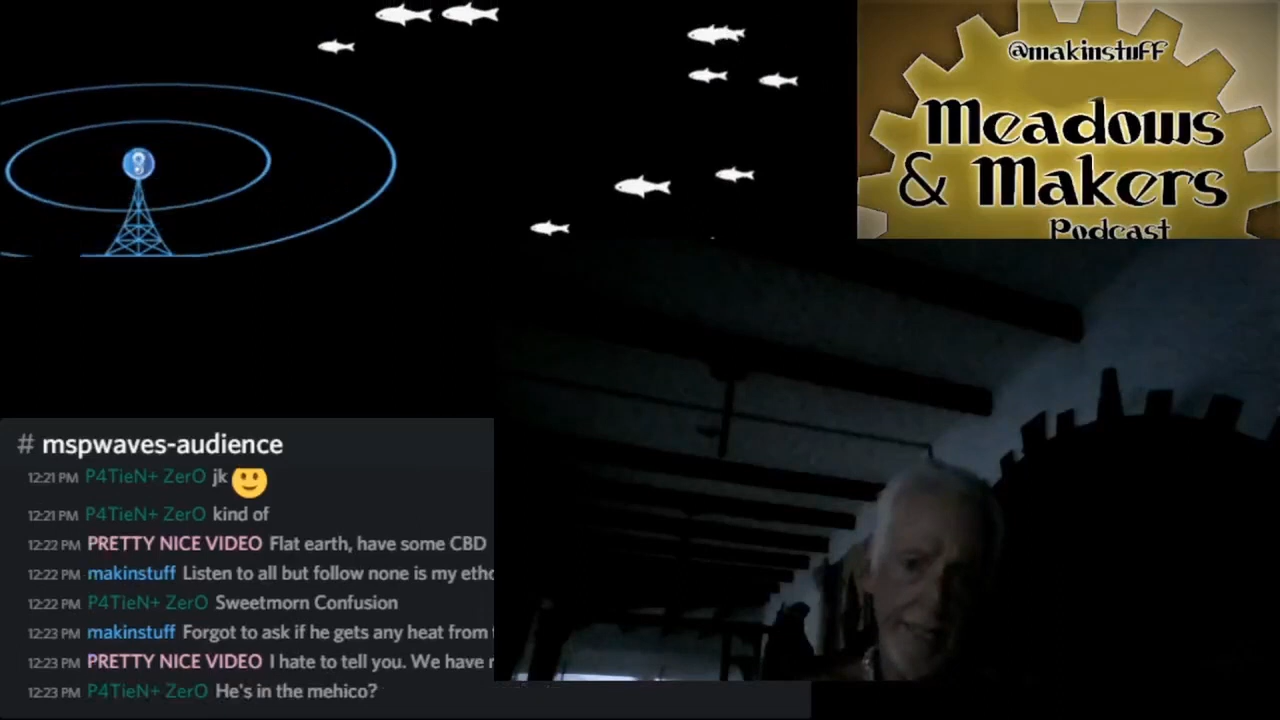 @makinstuff
Meadows
& Makers
Podcast
# mspwaves-audience
12:21 PM P4TieN+ ZerO jk
12:21 PM P4TieN+ ZerO kind of
12:22 PM PRETTY NICE VIDEO Flat earth, have some CBD
12:22 PM makinstuff Listen to all but follow none is my
12:22 PM P4TieN+ ZerO Sweetmorn Confusion
12:23 PM makinstuff Forgot to ask if he gets any heat from
12:23 PM PRETTY NICE VIDEO I hate to tell you. We have
12:23 PM P4TieN+ ZerO He's in the mehico?